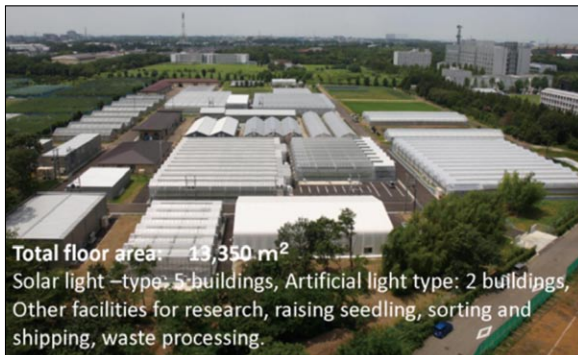 Total floor area: 13,350 m²
Solar light –type: 5 buildings, Artificial light type: 2 buildings,
Other facilities for research, raising seedling, sorting and
shipping, waste processing.